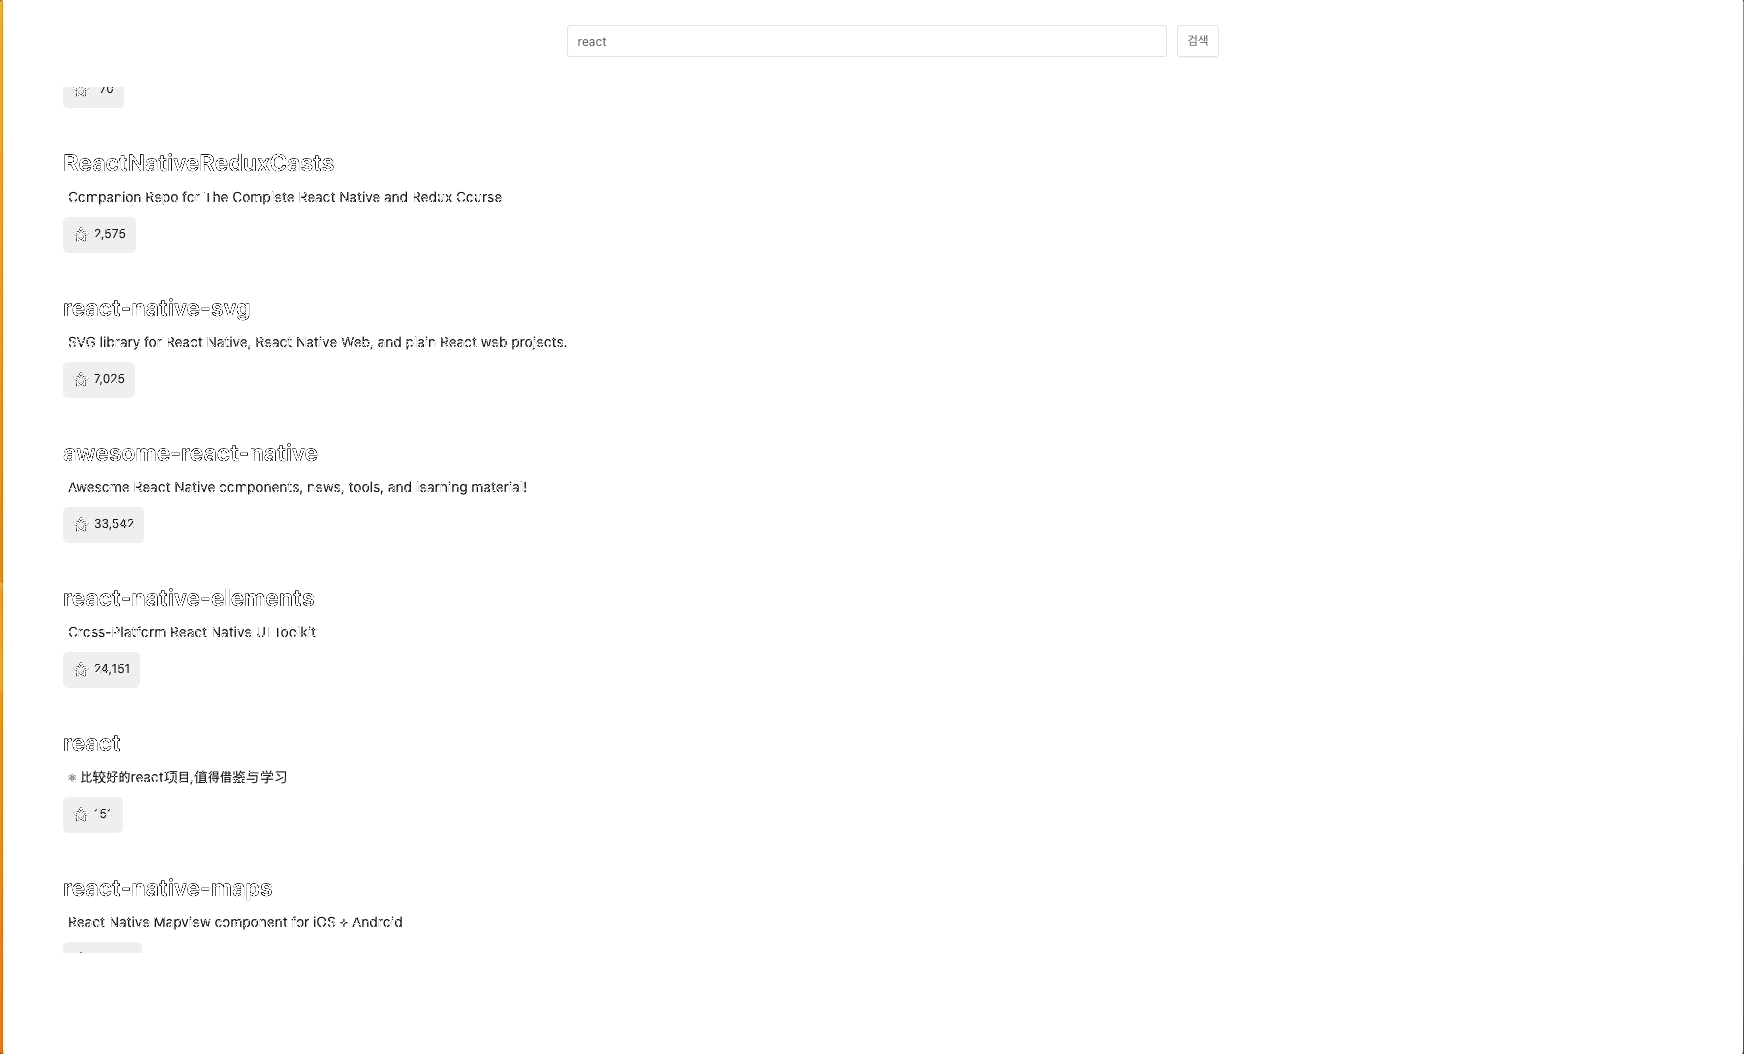 react
검색
ReactNativeReduxCasts
Companion Repo for The Complete React Native and Redux Course
2,575
react-native-svg
SVG library for React Native, React Native Web, and plain React web projects.
7,025
awesome-react-native
Awesome React Native components, news, tools, and learning material!
33,542
react-native-elements
Cross-Platform React Native UI Toolkit
24,151
react
⚛ 比较好的react项目,值得借鉴与学习
151
react-native-maps
React Native Mapview component for iOS + Android